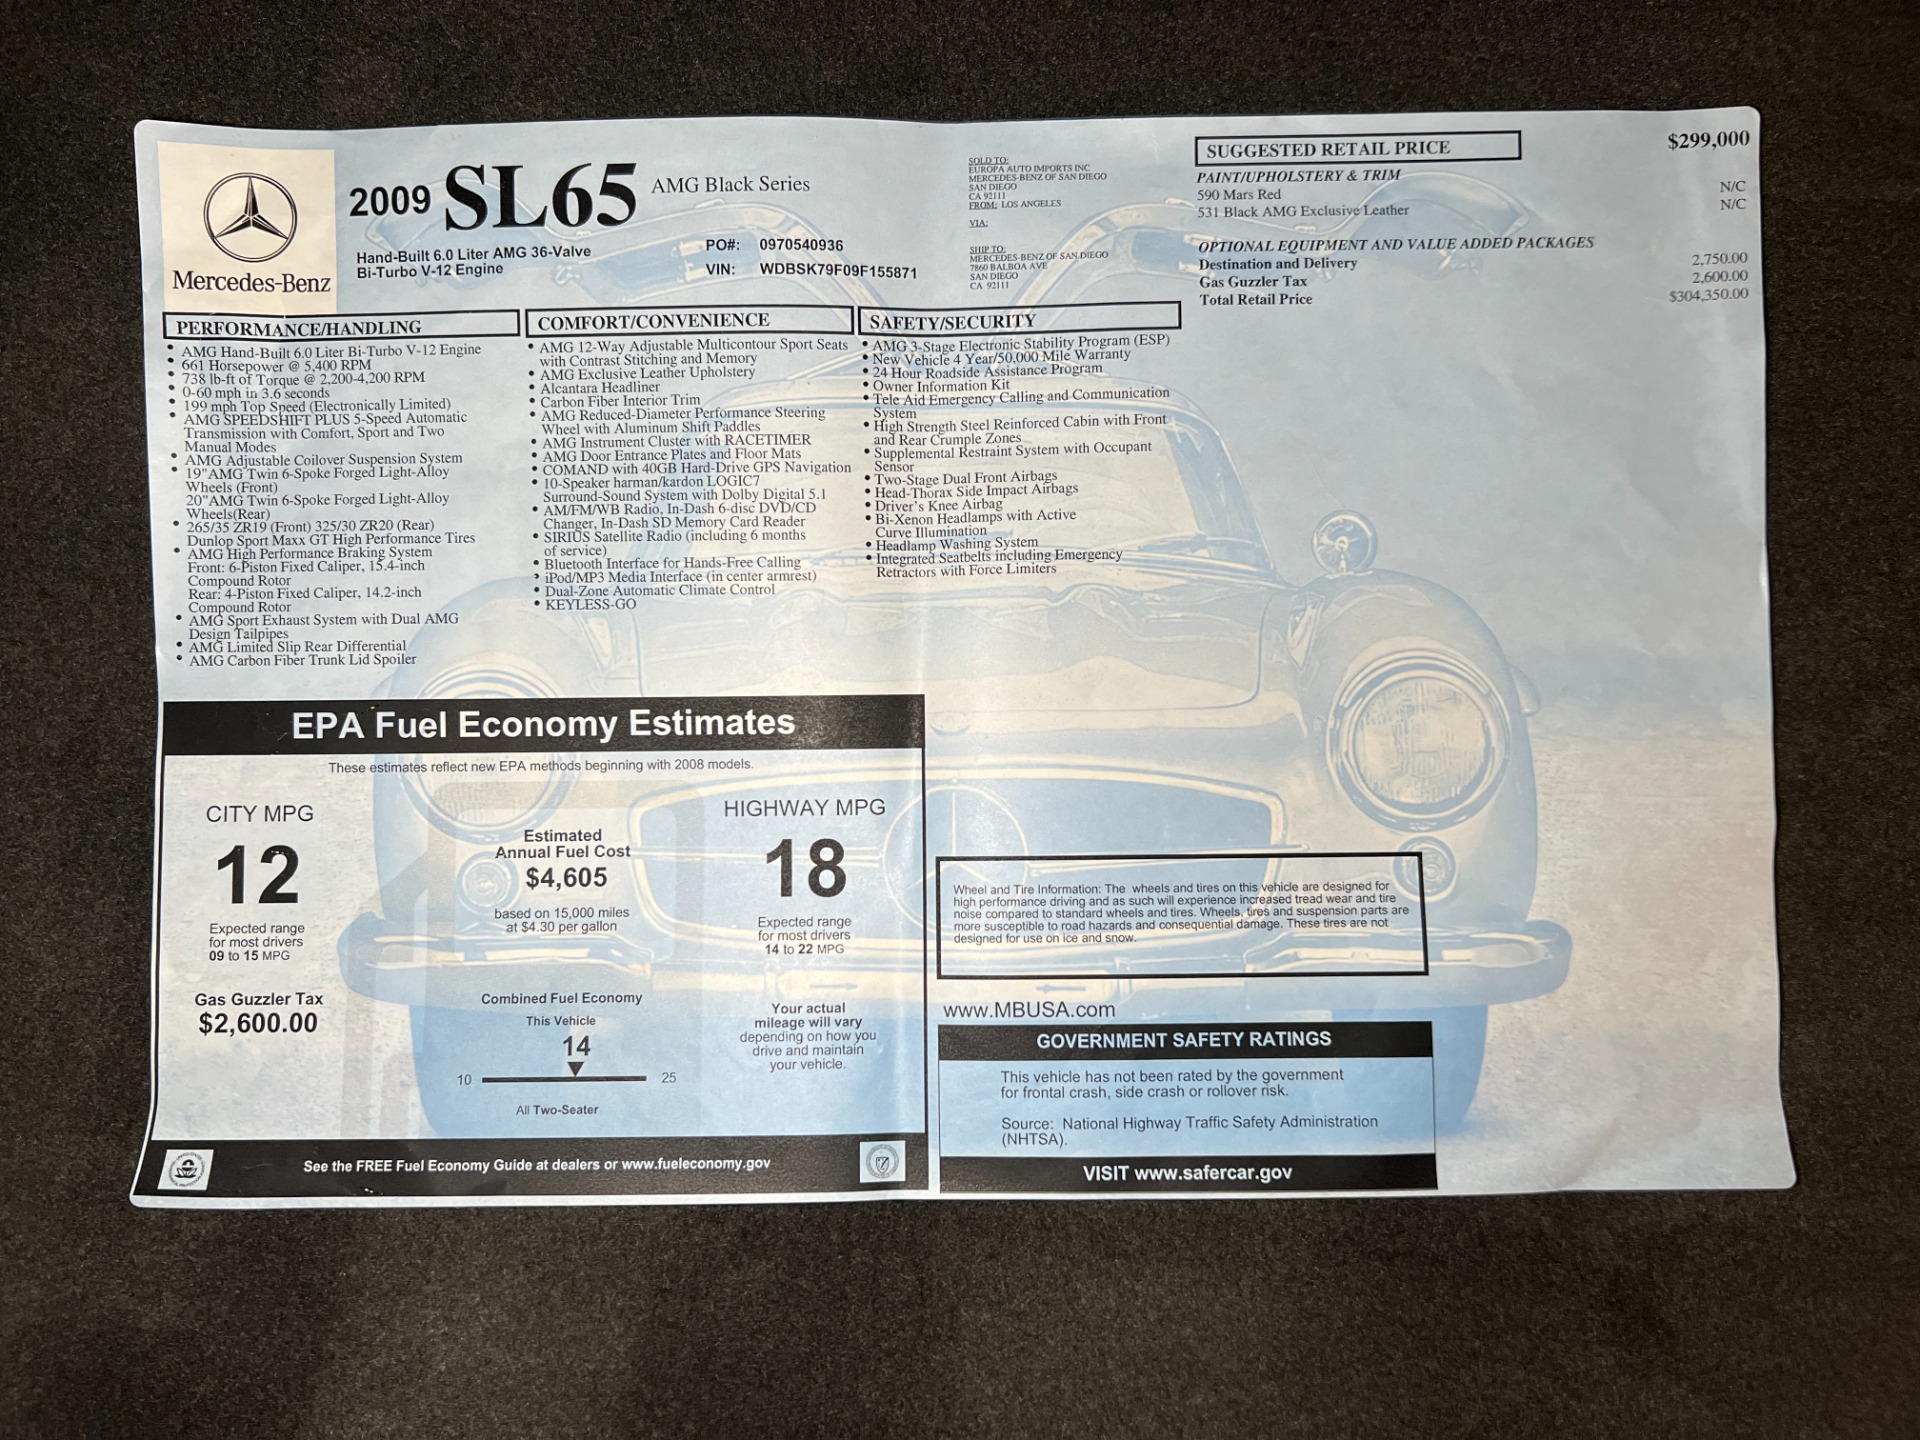 Mercedes-Benz
2009 SL65 AMG Black Series
Hand-Built 6.0 Liter AMG 36-Valve
Bi-Turbo V-12 Engine
PO#: 0970540936
VIN: WDBSK79F09F155871
SOLD TO:
EUROPA AUTO IMPORTS INC
MERCEDES-BENZ OF SAN DIEGO
SAN DIEGO
CA 92111
FROM: LOS ANGELES
VIA:
SHIP TO:
MERCEDES-BENZ OF SAN DIEGO
7860 BALBOA AVE
SAN DIEGO
CA 92111
SUGGESTED RETAIL PRICE $299,000
PAINT/UPHOLSTERY & TRIM
590 Mars Red N/C
531 Black AMG Exclusive Leather N/C
OPTIONAL EQUIPMENT AND VALUE ADDED PACKAGES
Destination and Delivery 2,750.00
Gas Guzzler Tax 2,600.00
Total Retail Price $304,350.00
PERFORMANCE/HANDLING
• AMG Hand-Built 6.0 Liter Bi-Turbo V-12 Engine
• 661 Horsepower @ 5,400 RPM
• 738 lb-ft of Torque @ 2,200-4,200 RPM
• 0-60 mph in 3.6 seconds
• 199 mph Top Speed (Electronically Limited)
• AMG SPEEDSHIFT PLUS 5-Speed Automatic
Transmission with Comfort, Sport and Two
Manual Modes
• AMG Adjustable Coilover Suspension System
• 19"AMG Twin 6-Spoke Forged Light-Alloy
Wheels (Front)
20"AMG Twin 6-Spoke Forged Light-Alloy
Wheels(Rear)
• 265/35 ZR19 (Front) 325/30 ZR20 (Rear)
Dunlop Sport Maxx GT High Performance Tires
• AMG High Performance Braking System
Front: 6-Piston Fixed Caliper, 15.4-inch
Compound Rotor
Rear: 4-Piston Fixed Caliper, 14.2-inch
Compound Rotor
• AMG Sport Exhaust System with Dual AMG
Design Tailpipes
• AMG Limited Slip Rear Differential
• AMG Carbon Fiber Trunk Lid Spoiler
COMFORT/CONVENIENCE
• AMG 12-Way Adjustable Multicontour Sport Seats
with Contrast Stitching and Memory
• AMG Exclusive Leather Upholstery
• Alcantara Headliner
• Carbon Fiber Interior Trim
• AMG Reduced-Diameter Performance Steering
Wheel with Aluminum Shift Paddles
• AMG Instrument Cluster with RACETIMER
• AMG Door Entrance Plates and Floor Mats
• COMAND with 40GB Hard-Drive GPS Navigation
• 10-Speaker harman/kardon LOGIC7
Surround-Sound System with Dolby Digital 5.1
• AM/FM/WB Radio, In-Dash 6-disc DVD/CD
Changer, In-Dash SD Memory Card Reader
• SIRIUS Satellite Radio (including 6 months
of service)
• Bluetooth Interface for Hands-Free Calling
• iPod/MP3 Media Interface (in center armrest)
• Dual-Zone Automatic Climate Control
• KEYLESS-GO
SAFETY/SECURITY
• AMG 3-Stage Electronic Stability Program (ESP)
• New Vehicle 4 Year/50,000 Mile Warranty
• 24 Hour Roadside Assistance Program
• Owner Information Kit
• Tele Aid Emergency Calling and Communication
System
• High Strength Steel Reinforced Cabin with Front
and Rear Crumple Zones
• Supplemental Restraint System with Occupant
Sensor
• Two-Stage Dual Front Airbags
• Head-Thorax Side Impact Airbags
• Driver's Knee Airbag
• Bi-Xenon Headlamps with Active
Curve Illumination
• Headlamp Washing System
• Integrated Seatbelts including Emergency
Retractors with Force Limiters
EPA Fuel Economy Estimates
These estimates reflect new EPA methods beginning with 2008 models.
CITY MPG
12
Expected range
for most drivers
09 to 15 MPG
Gas Guzzler Tax
$2,600.00
Estimated
Annual Fuel Cost
$4,605
based on 15,000 miles
at $4.30 per gallon
Combined Fuel Economy
This Vehicle
14
10 25
All Two-Seater
HIGHWAY MPG
18
Expected range
for most drivers
14 to 22 MPG
Your actual
mileage will vary
depending on how you
drive and maintain
your vehicle.
See the FREE Fuel Economy Guide at dealers or www.fueleconomy.gov
Wheel and Tire Information: The wheels and tires on this vehicle are designed for
high performance driving and as such will experience increased tread wear and tire
noise compared to standard wheels and tires. Wheels, tires and suspension parts are
more susceptible to road hazards and consequential damage. These tires are not
designed for use on ice and snow.
www.MBUSA.com
GOVERNMENT SAFETY RATINGS
This vehicle has not been rated by the government
for frontal crash, side crash or rollover risk.
Source: National Highway Traffic Safety Administration
(NHTSA).
VISIT www.safercar.gov